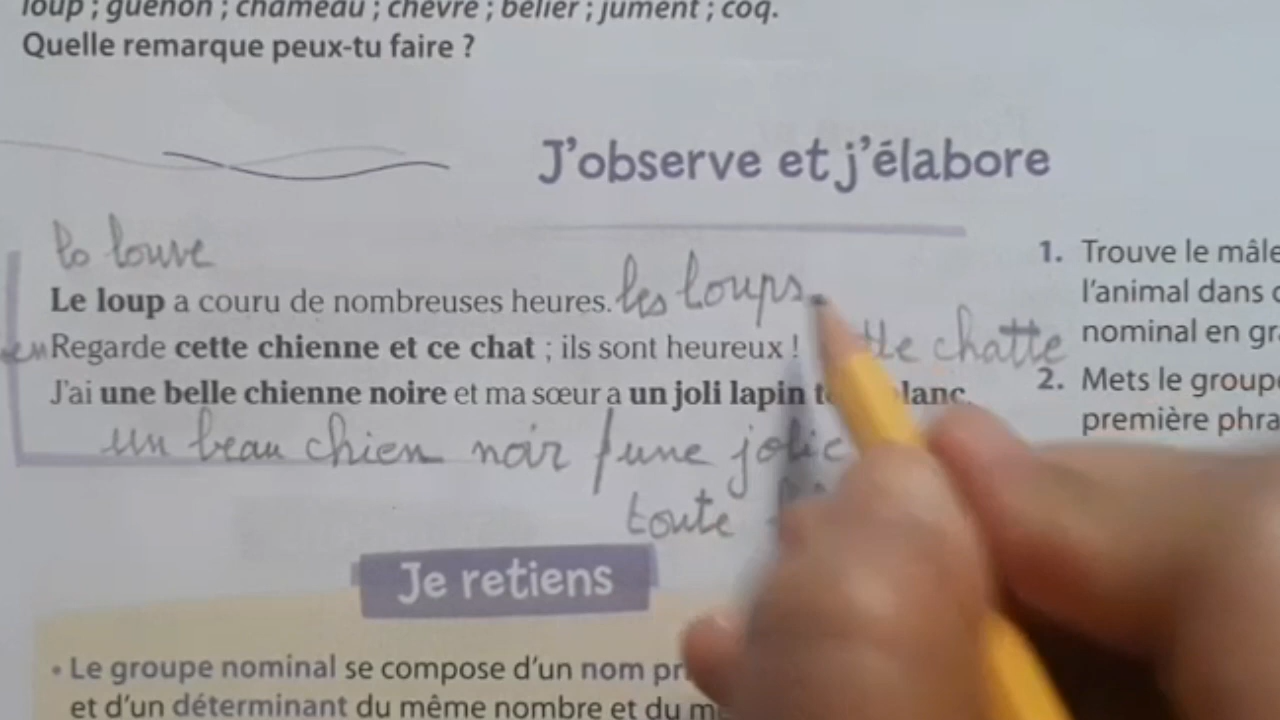 loup ; guenon ; chameau ; chèvre ; bélier ; jument ; coq.
Quelle remarque peux-tu faire ?
J'observe et j'élabore
la louve
Le loup a couru de nombreuses heures. les loups
Regarde cette chienne et ce chat ; ils sont heureux ! chatte
J'ai une belle chienne noire et ma sœur a un joli lapin
un beau chien noir / une jolie
toute
1. Trouve le mâle
l'animal dans
nominal en
2. Mets le
première
Je retiens
• Le groupe nominal se compose d'un nom
et d'un déterminant du même nombre et du